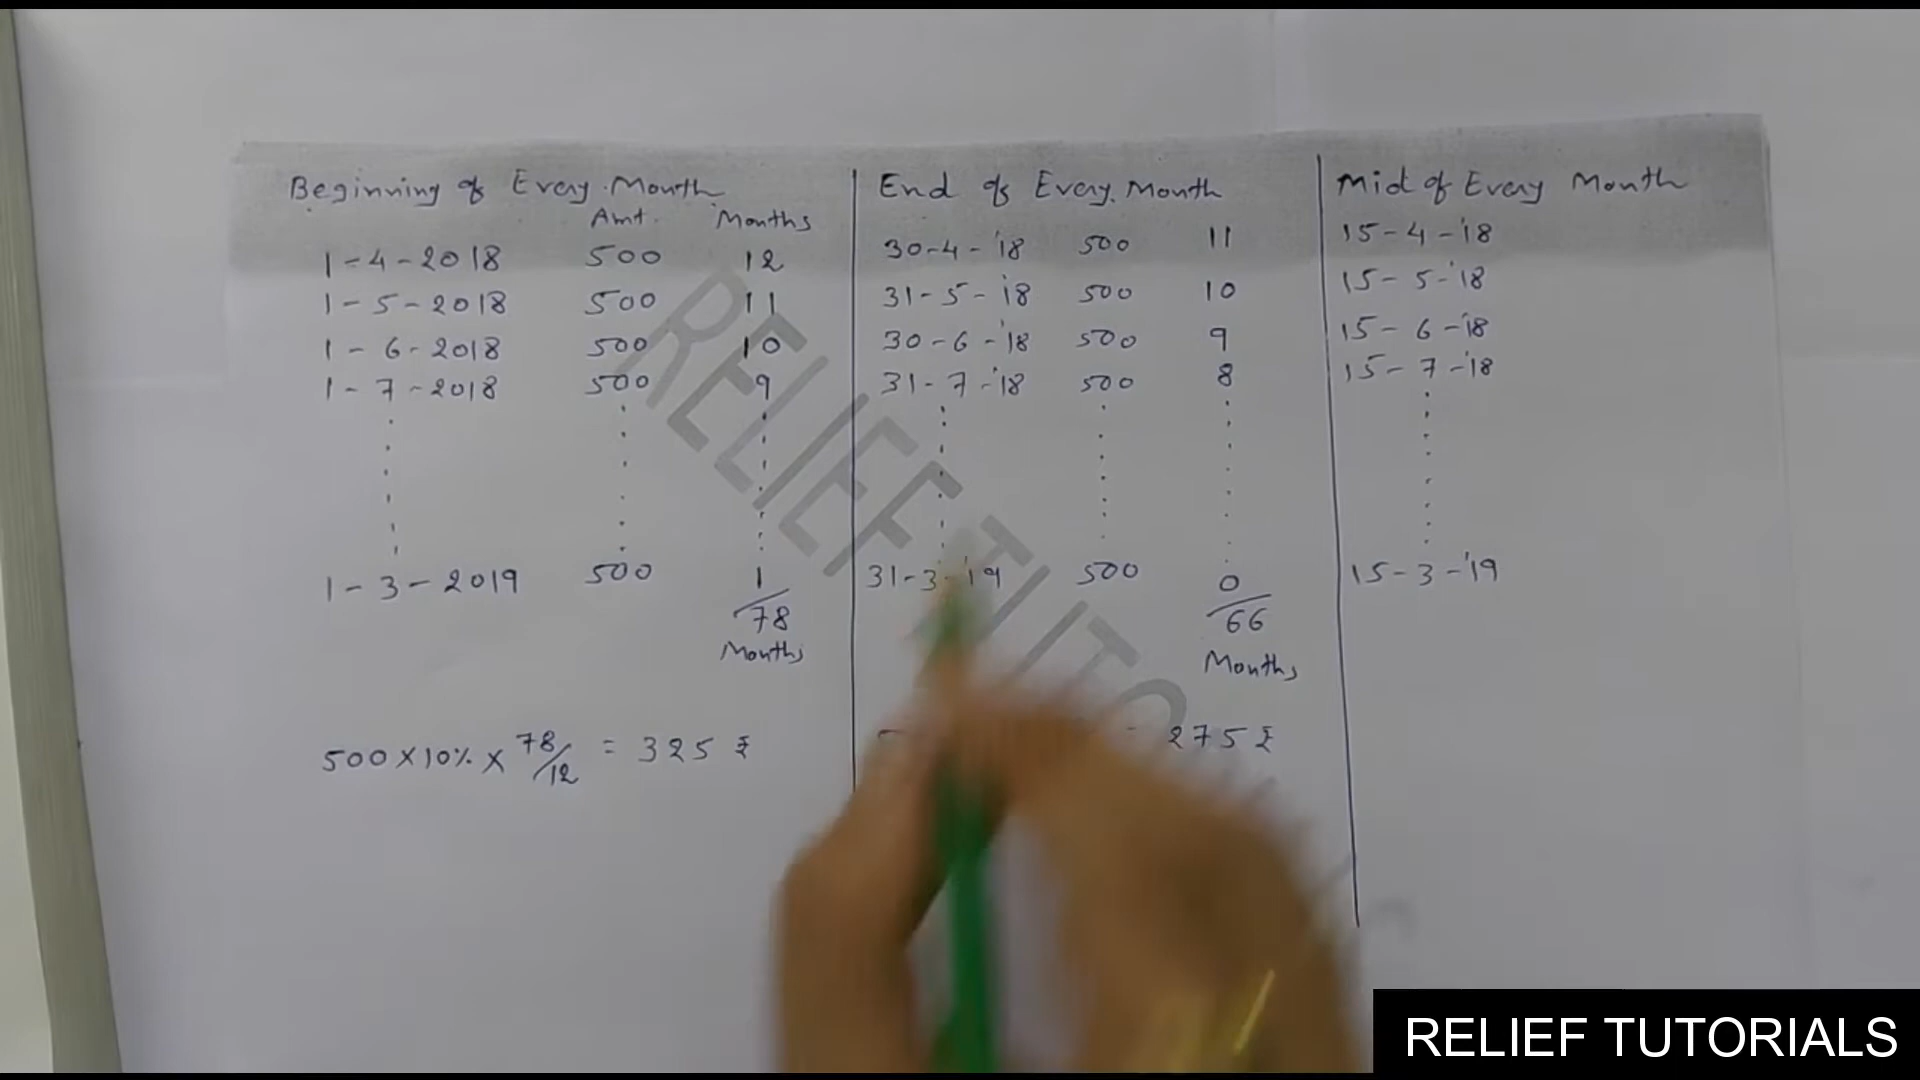 Beginning of Every Month
Amt. Months
1-4-2018 500 12
1-5-2018 500 11
1-6-2018 500 10
1-7-2018 500 9
1-3-2019 500 1
78
Months
500 X 10% X 78/12 = 325 ₹
End of Every Month
30-4-'18 500 11
31-5-'18 500 10
30-6-'18 500 9
31-7-'18 500 8
31-3-'19 500 0
66
Months
= 275 ₹
Mid of Every Month
15-4-'18
15-5-'18
15-6-'18
15-7-'18
15-3-'19
RELIEF TUTO
RELIEF TUTORIALS